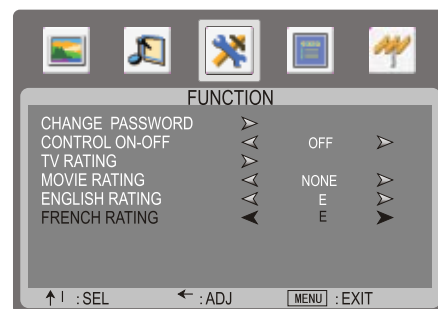 FUNCTION
CHANGE PASSWORD
CONTROL ON-OFF OFF
TV RATING
MOVIE RATING NONE
ENGLISH RATING E
FRENCH RATING E
: SEL : ADJ MENU : EXIT